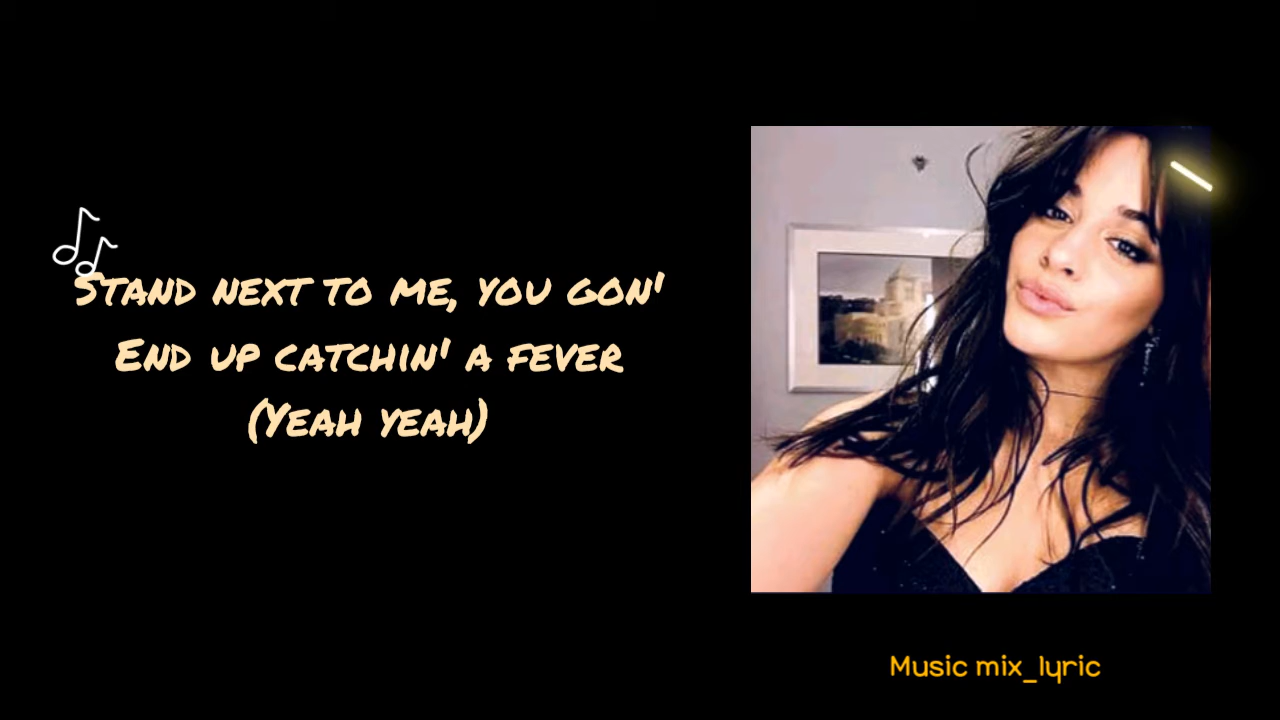 Stand next to me, you gon'
End up catchin' a fever
(Yeah yeah)
Music mix_lyric